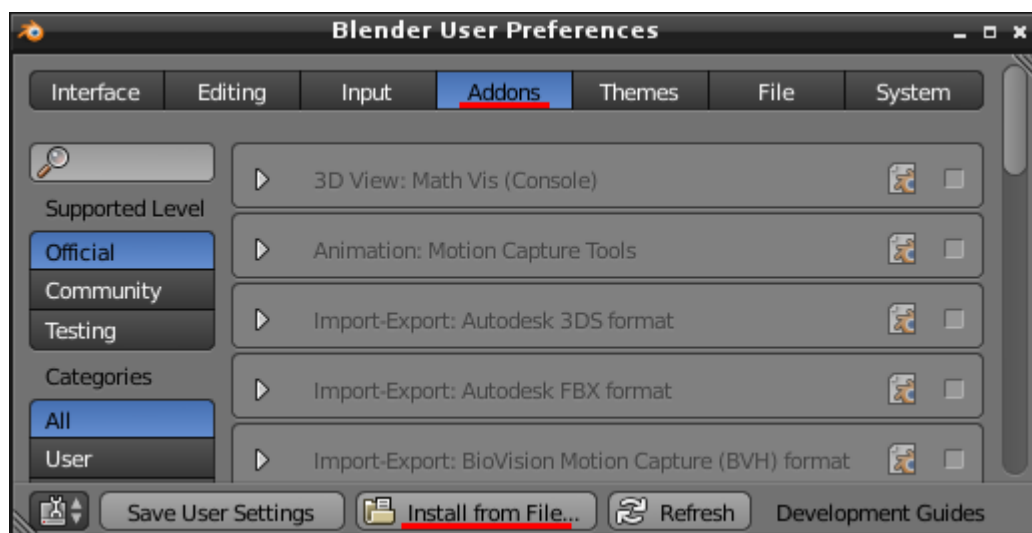 Blender User Preferences
Interface Editing Input Addons Themes File System
3D View: Math Vis (Console)
Supported Level
Official
Animation: Motion Capture Tools
Community
Testing
Import-Export: Autodesk 3DS format
Categories
Import-Export: Autodesk FBX format
All
User
Import-Export: BioVision Motion Capture (BVH) format
Save User Settings Install from File... Refresh Development Guides